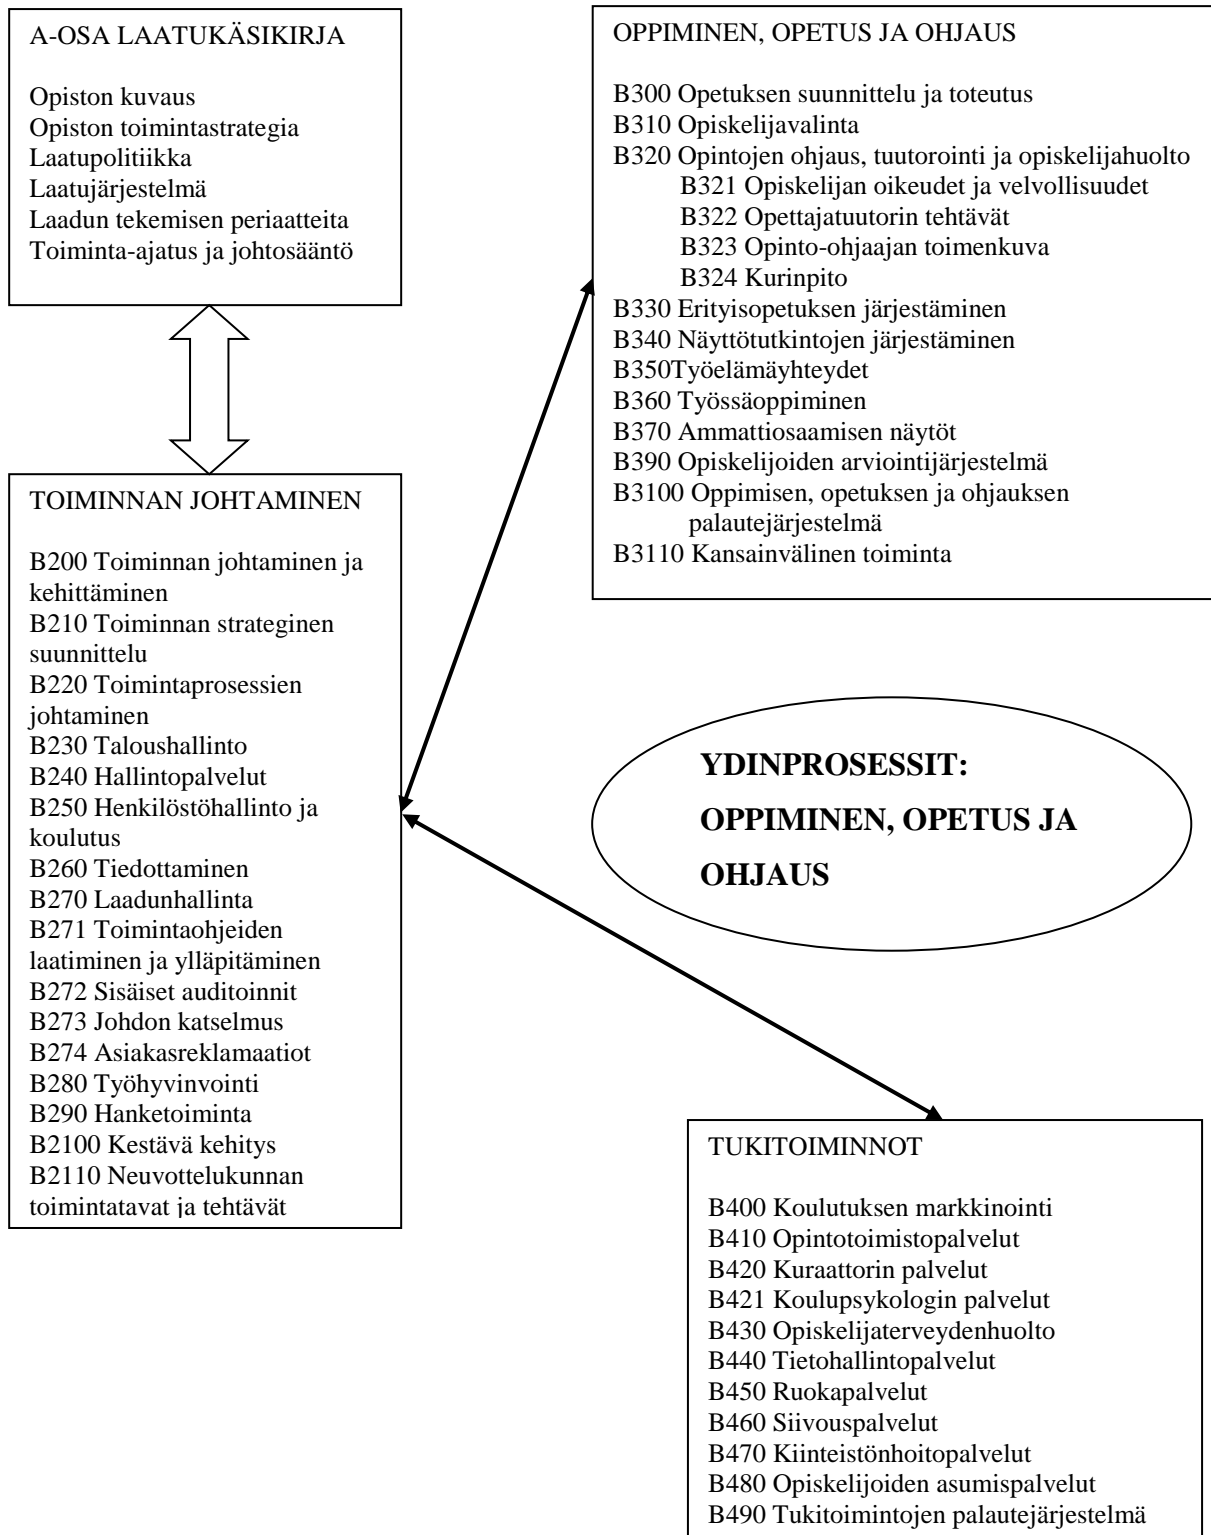 A-OSA LAATUKÄSIKIRJA
Opiston kuvaus
Opiston toimintastrategia
Laatupolitiikka
Laatujärjestelmä
Laadun tekemisen periaatteita
Toiminta-ajatus ja johtosääntö
TOIMINNAN JOHTAMINEN
B200 Toiminnan johtaminen ja
kehittäminen
B210 Toiminnan strateginen
suunnittelu
B220 Toimintaprosessien
johtaminen
B230 Taloushallinto
B240 Hallintopalvelut
B250 Henkilöstöhallinto ja
koulutus
B260 Tiedottaminen
B270 Laadunhallinta
B271 Toimintaohjeiden
laatiminen ja ylläpitäminen
B272 Sisäiset auditoinnit
B273 Johdon katselmus
B274 Asiakasreklamaatiot
B280 Työhyvinvointi
B290 Hanketoiminta
B2100 Kestävä kehitys
B2110 Neuvottelukunnan
toimintatavat ja tehtävät
OPPIMINEN, OPETUS JA OHJAUS
B300 Opetuksen suunnittelu ja toteutus
B310 Opiskelijavalinta
B320 Opintojen ohjaus, tuutorointi ja opiskelijahuolto
B321 Opiskelijan oikeudet ja velvollisuudet
B322 Opettajatuutorin tehtävät
B323 Opinto-ohjaajan toimenkuva
B324 Kurinpito
B330 Erityisopetuksen järjestäminen
B340 Näyttötutkintojen järjestäminen
B350Työelämäyhteydet
B360 Työssäoppiminen
B370 Ammattiosaamisen näytöt
B390 Opiskelijoiden arviointijärjestelmä
B3100 Oppimisen, opetuksen ja ohjauksen
palautejärjestelmä
B3110 Kansainvälinen toiminta
YDINPROSESSIT:
OPPIMINEN, OPETUS JA
OHJAUS
TUKITOIMINNOT
B400 Koulutuksen markkinointi
B410 Opintotoimistopalvelut
B420 Kuraattorin palvelut
B421 Koulupsykologin palvelut
B430 Opiskelijaterveydenhuolto
B440 Tietohallintopalvelut
B450 Ruokapalvelut
B460 Siivouspalvelut
B470 Kiinteistönhoitopalvelut
B480 Opiskelijoiden asumispalvelut
B490 Tukitoimintojen palautejärjestelmä